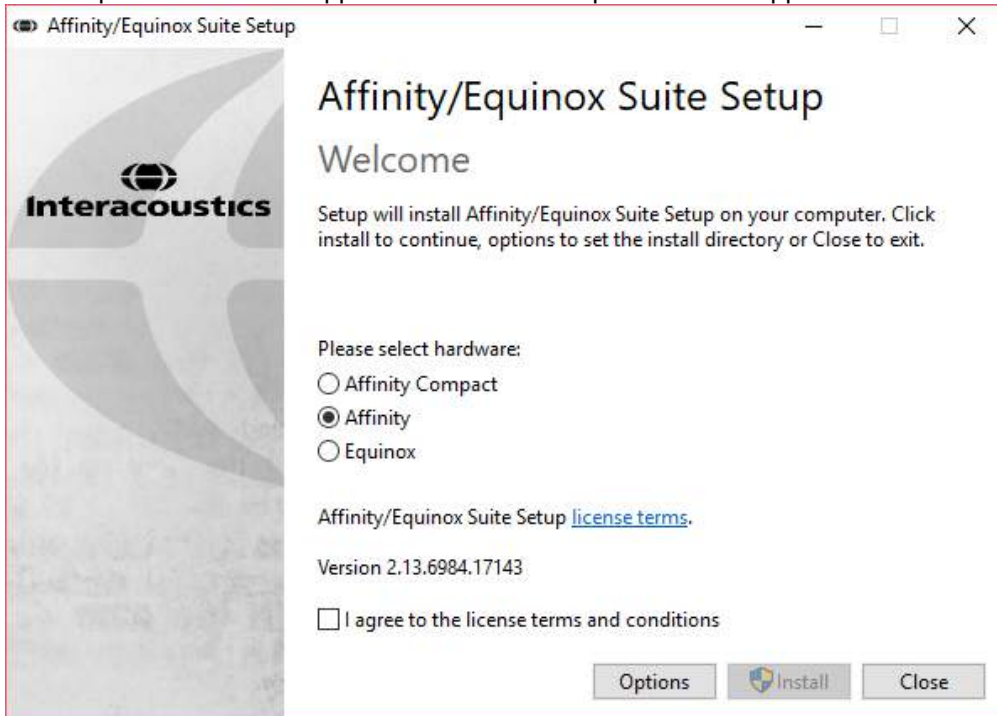 Affinity/Equinox Suite Setup
Affinity/Equinox Suite Setup
Welcome
Interacoustics
Setup will install Affinity/Equinox Suite Setup on your computer. Click
install to continue, options to set the install directory or Close to exit.
Please select hardware:
Affinity Compact
Affinity
Equinox
Affinity/Equinox Suite Setup license terms.
Version 2.13.6984.17143
I agree to the license terms and conditions
Options
Install
Close